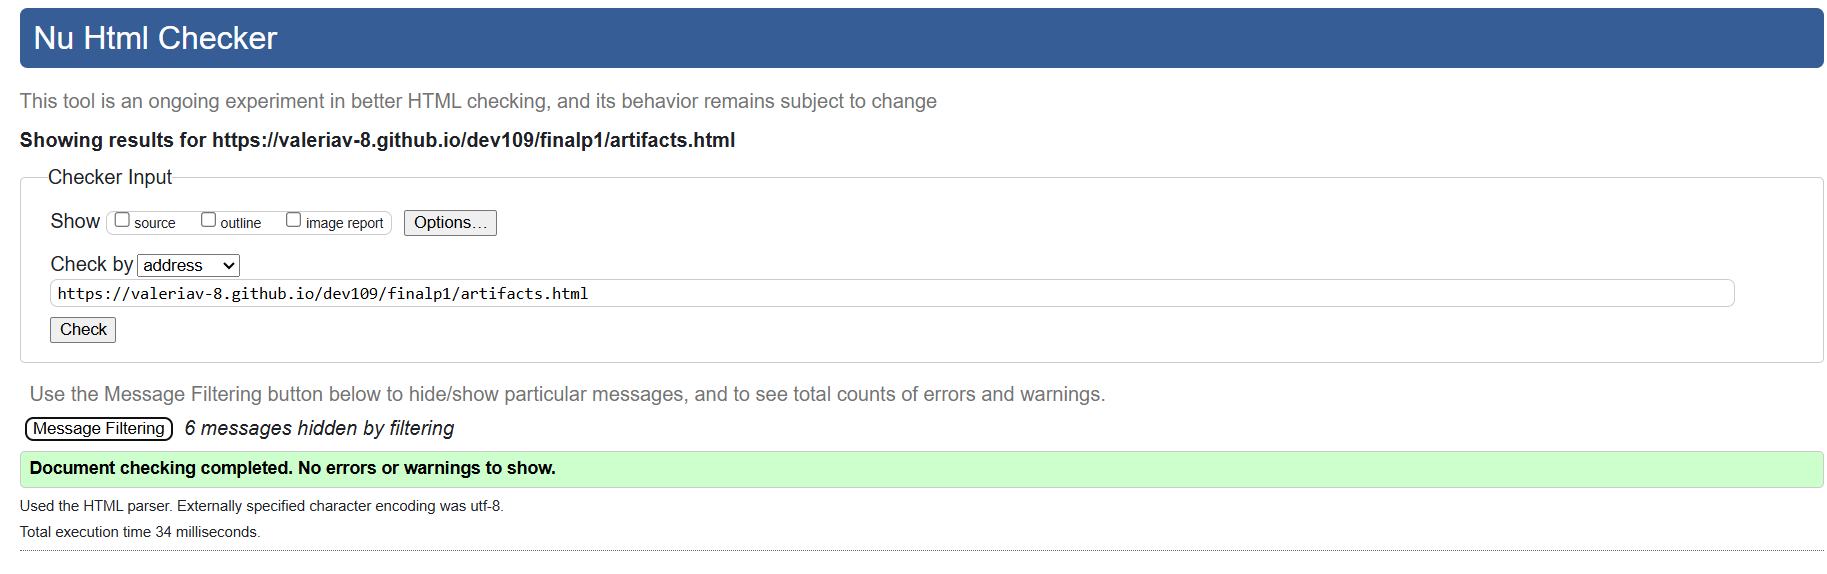 Nu Html Checker
This tool is an ongoing experiment in better HTML checking, and its behavior remains subject to change
Showing results for https://valeriav-8.github.io/dev109/finalp1/artifacts.html
Checker Input
Show source outline image report Options…
Check by address
https://valeriav-8.github.io/dev109/finalp1/artifacts.html
Check
Use the Message Filtering button below to hide/show particular messages, and to see total counts of errors and warnings.
Message Filtering 6 messages hidden by filtering
Document checking completed. No errors or warnings to show.
Used the HTML parser. Externally specified character encoding was utf-8.
Total execution time 34 milliseconds.